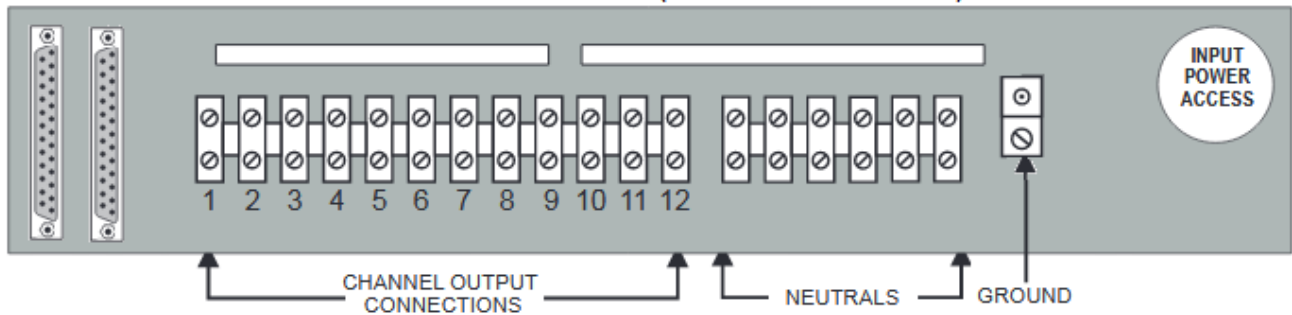 INPUT
POWER
ACCESS
1 2 3 4 5 6 7 8 9 10 11 12
CHANNEL OUTPUT
CONNECTIONS
NEUTRALS
GROUND